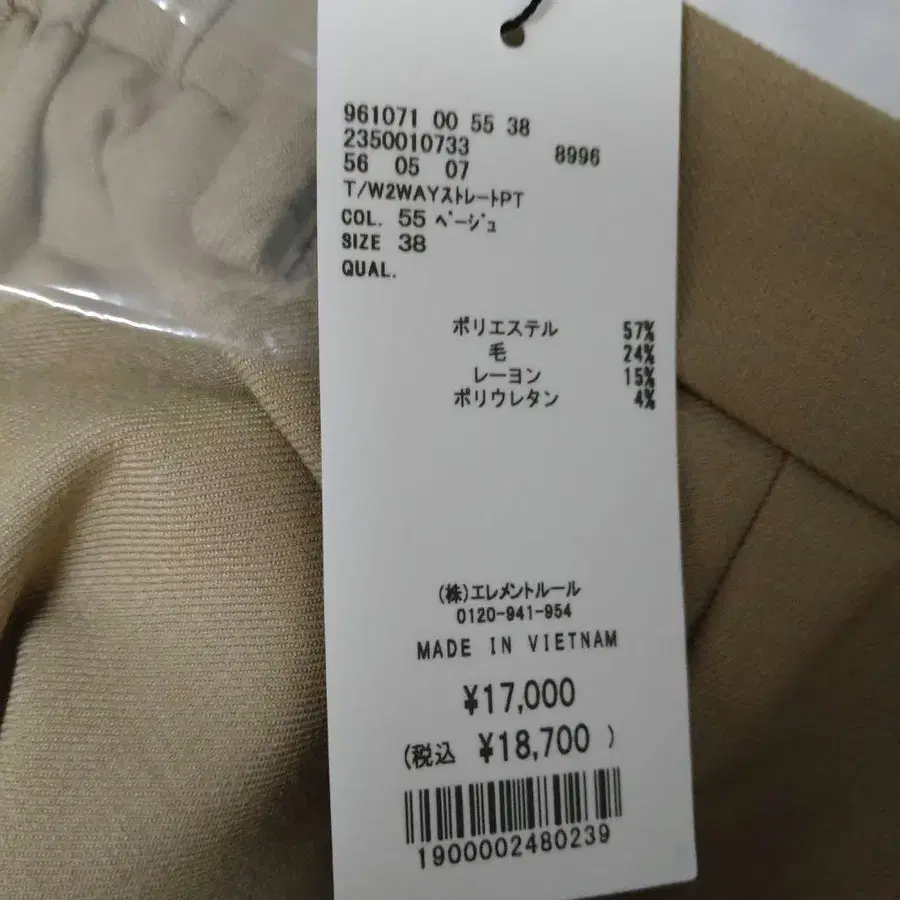 961071 00 55 38
2350010733 8996
56 05 07
T/W2WAYストレートPT
COL. 55 ベージュ
SIZE 38
QUAL.
ポリエステル 57%
毛 24%
レーヨン 15%
ポリウレタン 4%
(株)エレメントルール
0120-941-954
MADE IN VIETNAM
¥17,000
(税込 ¥18,700 )
1900002480239